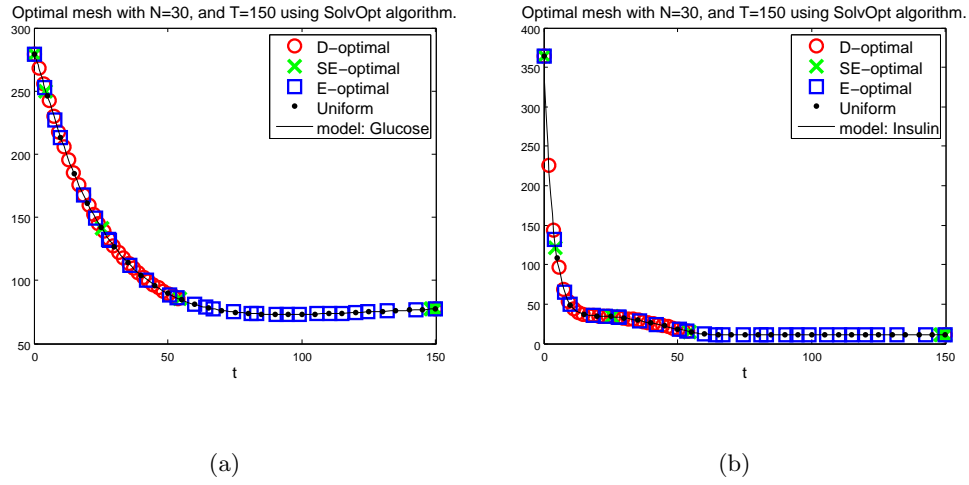 Optimal mesh with N=30, and T=150 using SolvOpt algorithm.
300
250
200
150
100
50
0
50
100
150
t
D−optimal
SE−optimal
E−optimal
Uniform
model: Glucose
(a)
Optimal mesh with N=30, and T=150 using SolvOpt algorithm.
400
350
300
250
200
150
100
50
0
0
50
100
150
t
D−optimal
SE−optimal
E−optimal
Uniform
model: Insulin
(b)